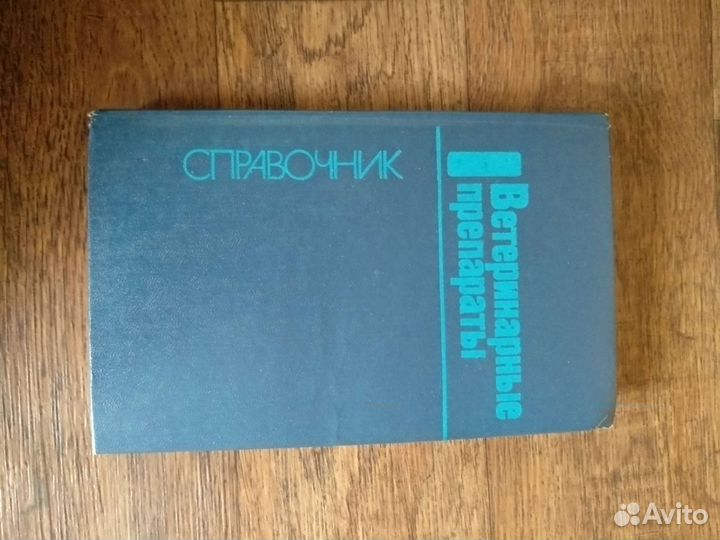 Ветеринарные
препараты
СПРАВОЧНИК
Avito